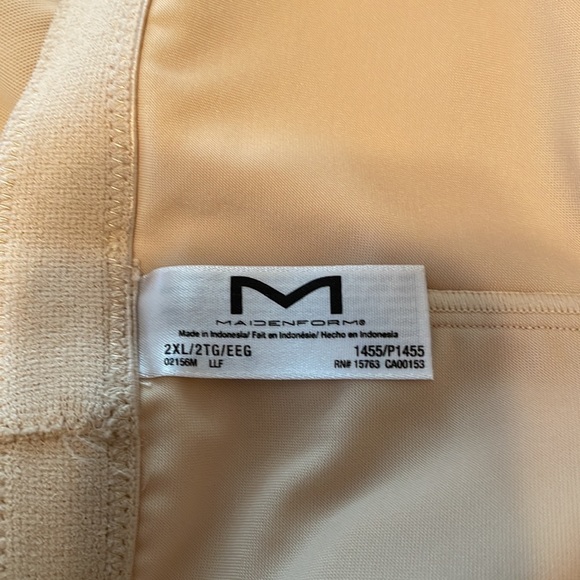 M
MAIDENFORM®
Made in Indonesia/ Fait en Indonésie/ Hecho en Indonesia
2XL/2TG/EEG 1455/P1455
02156M LLF RN# 15763 CA00153